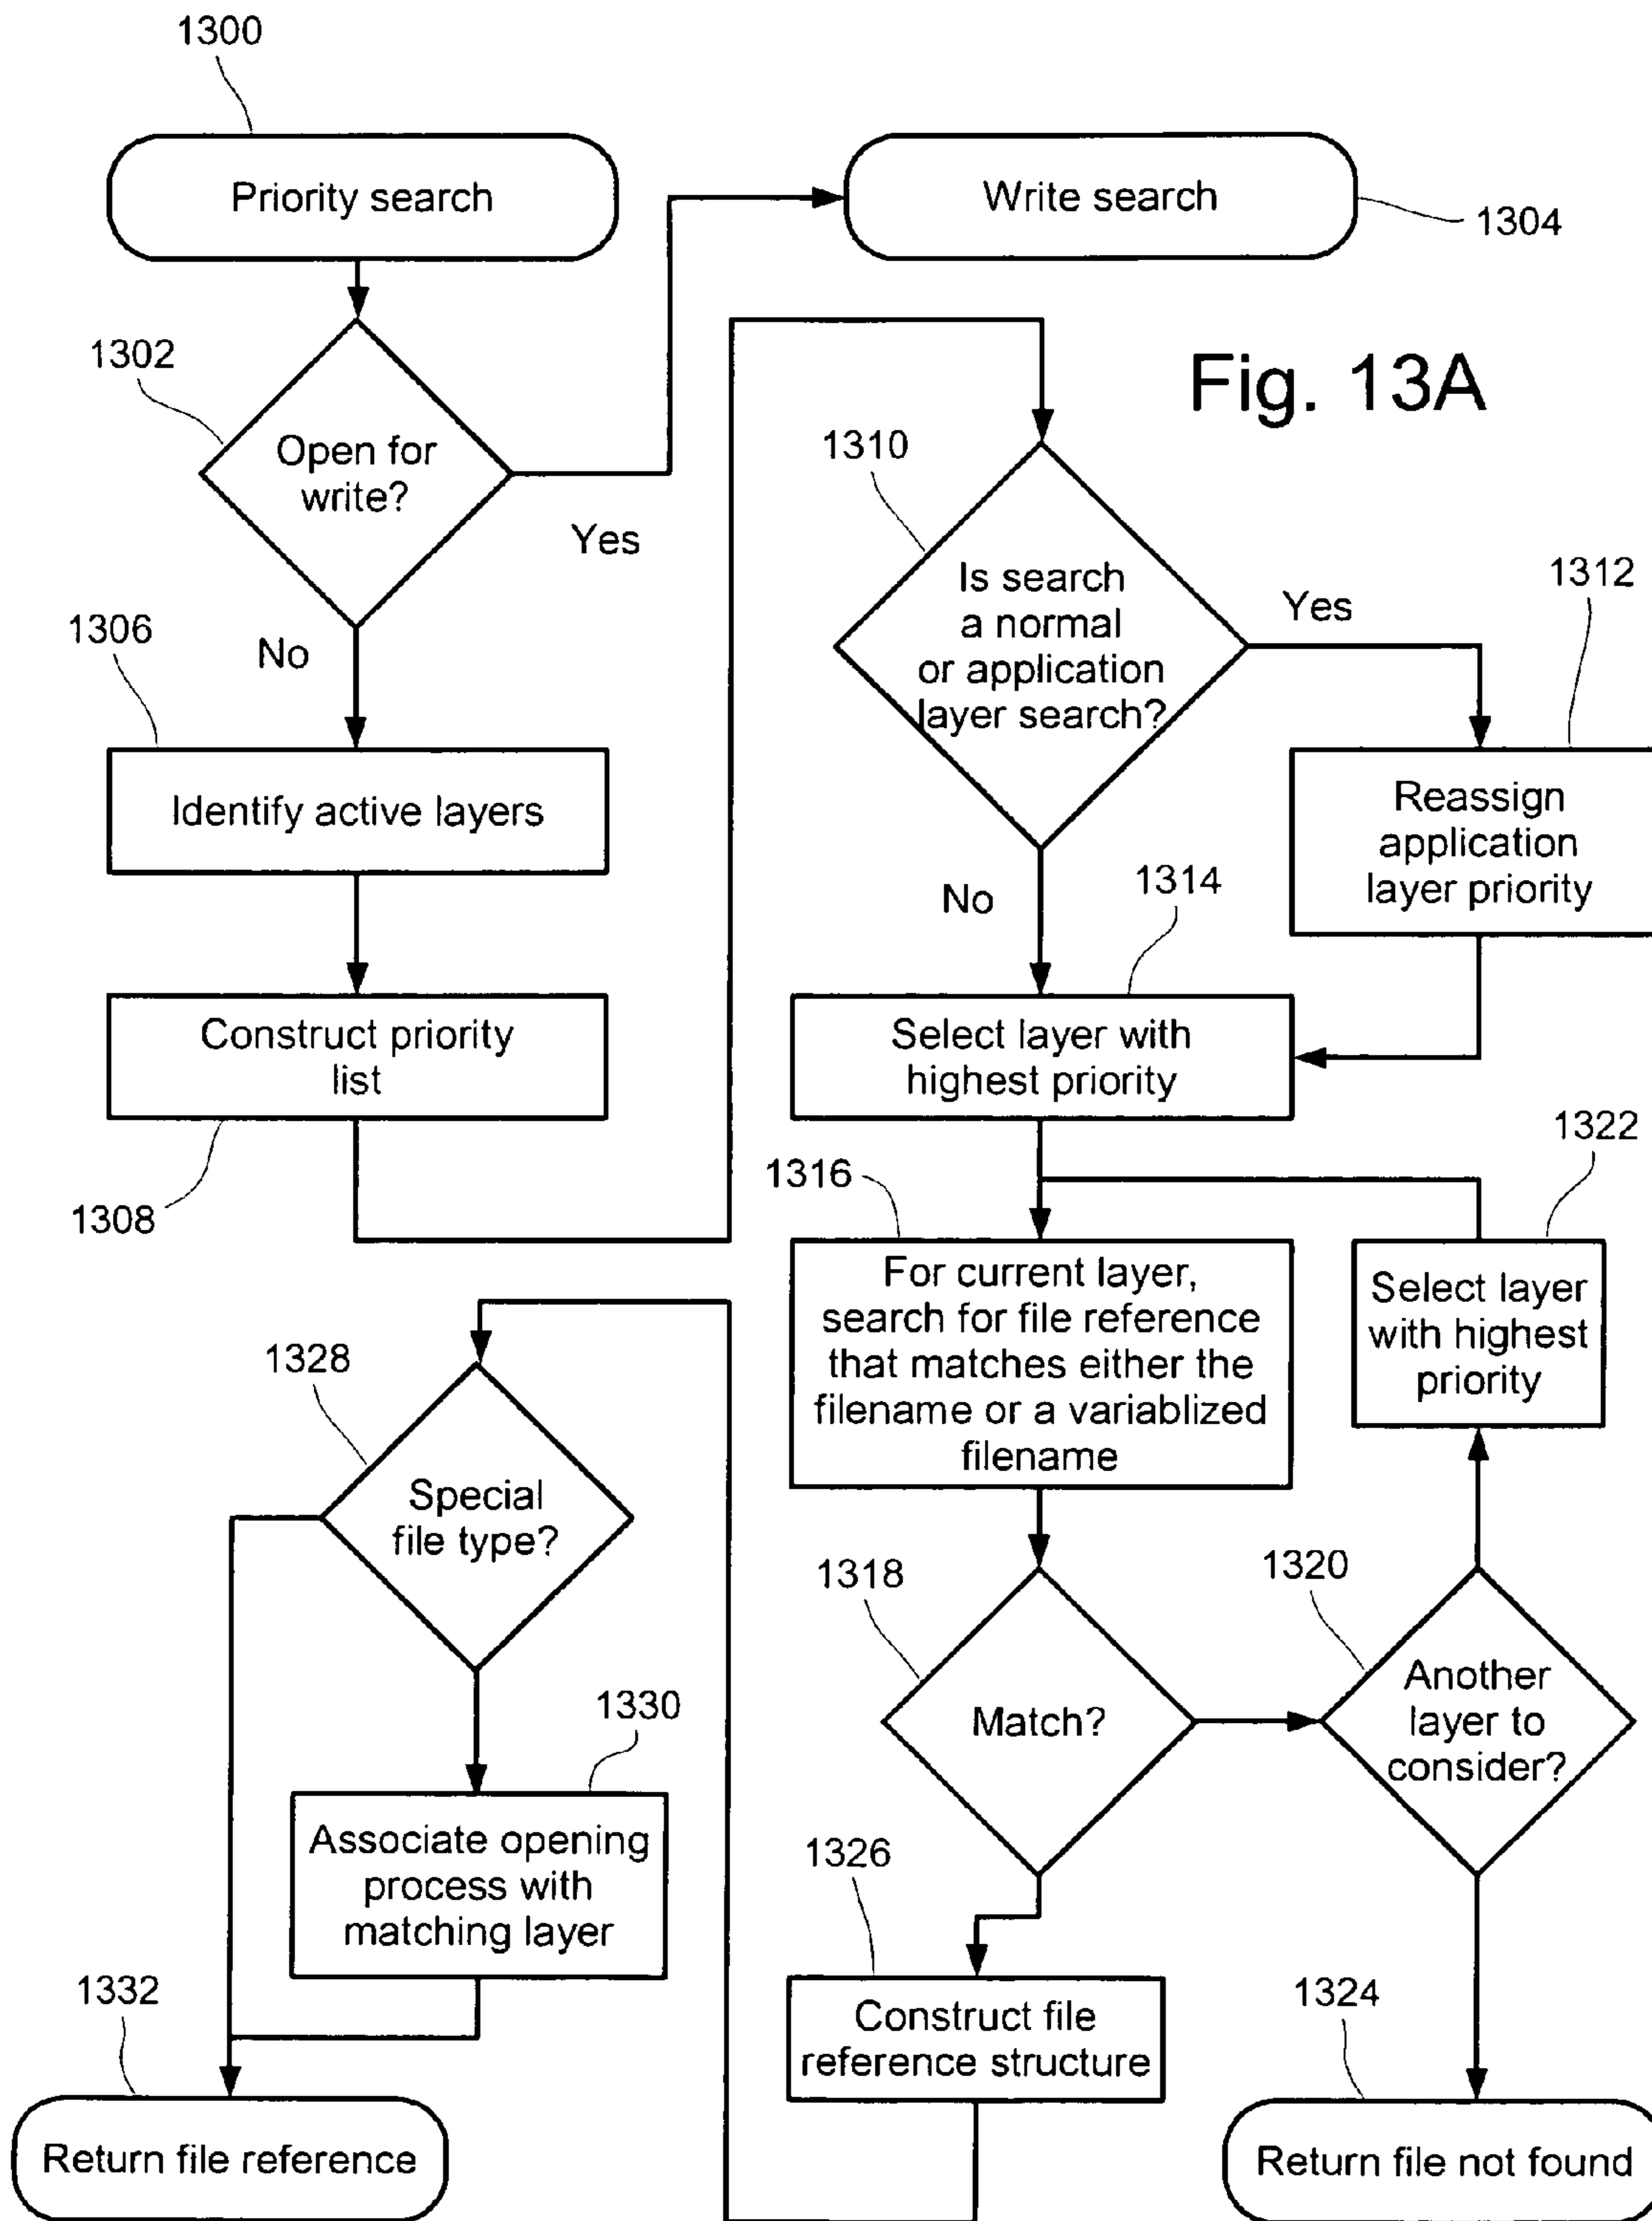 1300
Priority search
Write search
1304
1302
Open for
write?
Yes
No
Fig. 13A
1306
Identify active layers
Construct priority
list
1308
1310
Is search
a normal
or application
layer search?
Yes
No
1312
Reassign
application
layer priority
1314
Select layer with
highest priority
1316
For current layer,
search for file reference
that matches either the
filename or a variablized
filename
1322
Select layer
with highest
priority
1318
Match?
1320
Another
layer to
consider?
1324
Return file not found
1326
Construct file
reference structure
1328
Special
file type?
1330
Associate opening
process with
matching layer
1332
Return file reference